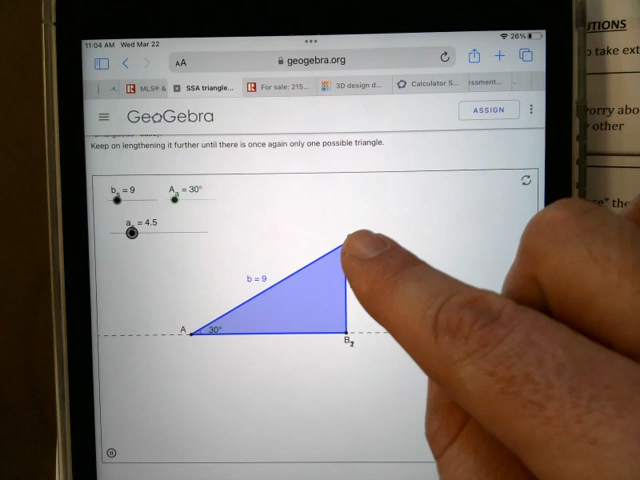 11:04 AM Wed Mar 22
26%
AA geogebra.org
MLS® &
SSA triangle...
For sale: 215...
3D design d...
Calculator S...
ssment...
GeoGebra
ASSIGN
Keep on lengthening it further until there is once again only one possible triangle.
b = 9
A = 30°
a = 4.5
b = 9
A
30°
B₂
TIONS
take ext
orry abo
other
se" the